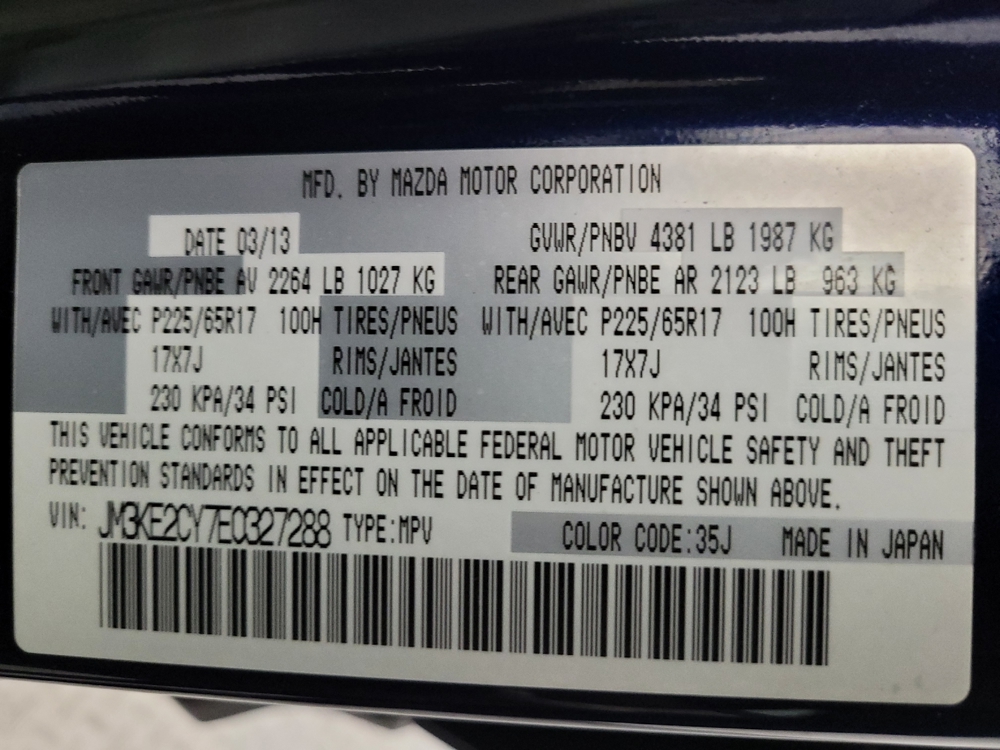 MFD. BY MAZDA MOTOR CORPORATION
DATE 03/13 GVWR/PNBV 4381 LB 1987 KG
FRONT GAWR/PNBE AV 2264 LB 1027 KG REAR GAWR/PNBE AR 2123 LB 963 KG
WITH/AVEC P225/65R17 100H TIRES/PNEUS WITH/AVEC P225/65R17 100H TIRES/PNEUS
17X7J RIMS/JANTES 17X7J RIMS/JANTES
230 KPA/34 PSI COLD/A FROID 230 KPA/34 PSI COLD/A FROID
THIS VEHICLE CONFORMS TO ALL APPLICABLE FEDERAL MOTOR VEHICLE SAFETY AND THEFT
PREVENTION STANDARDS IN EFFECT ON THE DATE OF MANUFACTURE SHOWN ABOVE.
VIN: JM3KE2CY7E0327288 TYPE:MPV COLOR CODE:35J MADE IN JAPAN